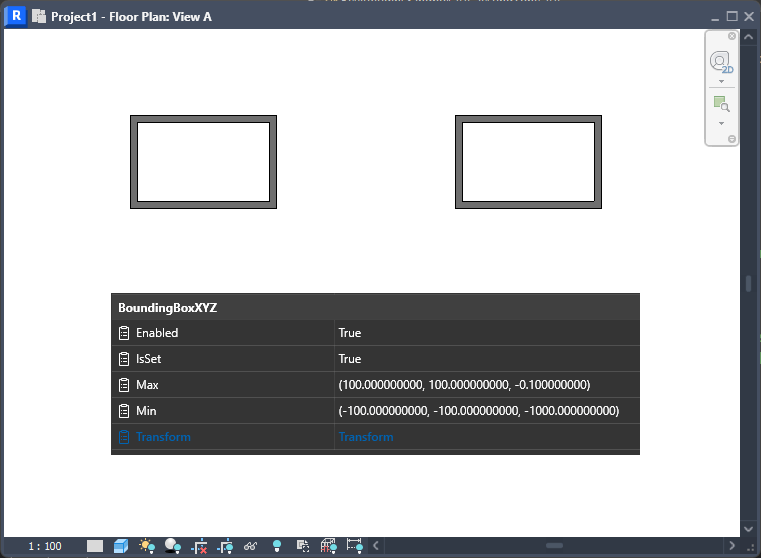 R Project1 - Floor Plan: View A
2D
BoundingBoxXYZ
Enabled True
IsSet True
Max (100.000000000, 100.000000000, -0.100000000)
Min (-100.000000000, -100.000000000, -1000.000000000)
Transform Transform
1 : 100